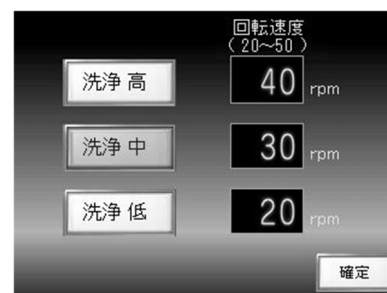 回転速度
（20～50）
洗浄 高 40 rpm
洗浄 中 30 rpm
洗浄 低 20 rpm
確定